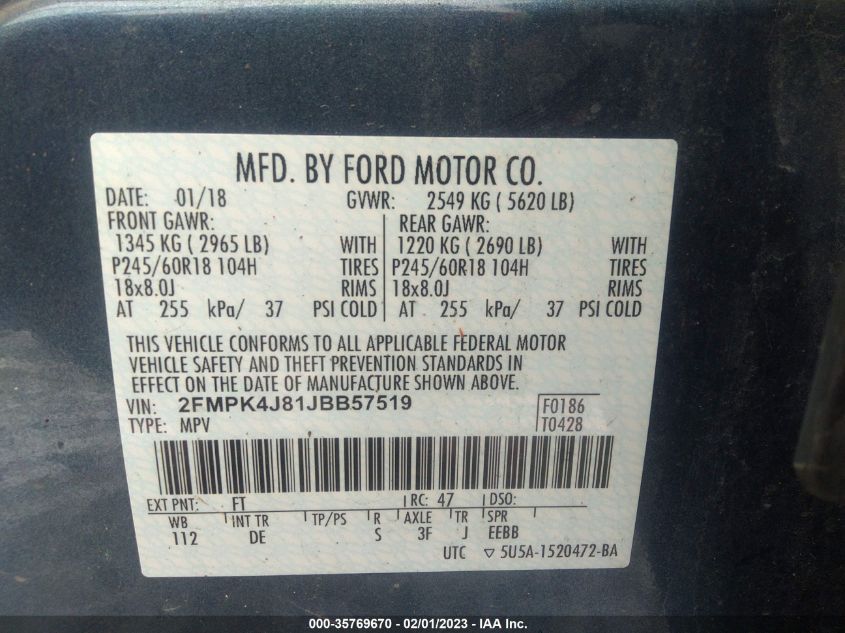 MFD. BY FORD MOTOR CO.
DATE: 01/18 GVWR: 2549 KG ( 5620 LB)
FRONT GAWR: REAR GAWR:
1345 KG ( 2965 LB) WITH 1220 KG ( 2690 LB) WITH
P245/60R18 104H TIRES P245/60R18 104H TIRES
18x8.0J RIMS 18x8.0J RIMS
AT 255 kPa/ 37 PSI COLD AT 255 kPa/ 37 PSI COLD
THIS VEHICLE CONFORMS TO ALL APPLICABLE FEDERAL MOTOR
VEHICLE SAFETY AND THEFT PREVENTION STANDARDS IN
EFFECT ON THE DATE OF MANUFACTURE SHOWN ABOVE.
VIN: 2FMPK4J81JBB57519 F0186
TYPE: MPV T0428
EXT PNT: FT RC: 47 DSO:
WB INT TR TP/PS R AXLE TR SPR
112 DE S 3F J EEBB
UTC ▽ 5U5A-1520472-BA
000-35769670 - 02/01/2023 - IAA Inc.